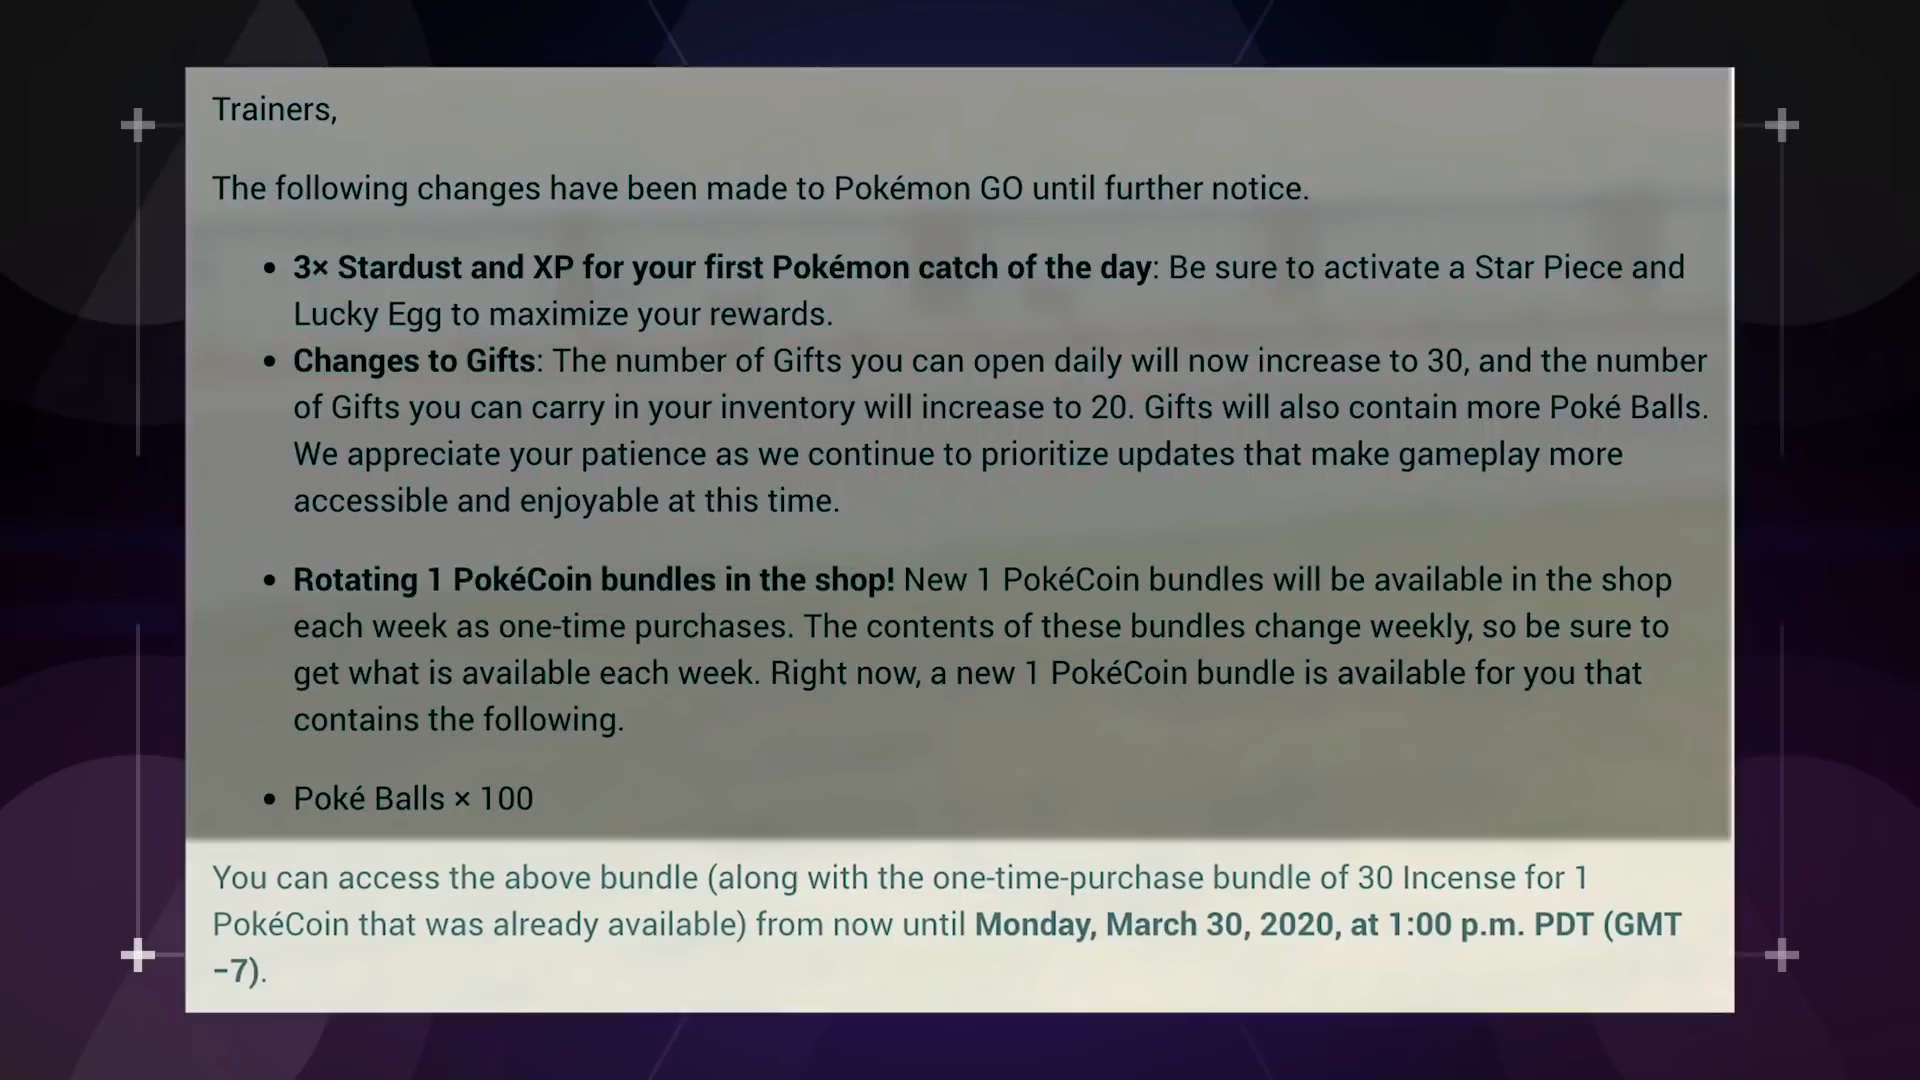 Trainers,
The following changes have been made to Pokémon GO until further notice.
• 3× Stardust and XP for your first Pokémon catch of the day: Be sure to activate a Star Piece and
Lucky Egg to maximize your rewards.
• Changes to Gifts: The number of Gifts you can open daily will now increase to 30, and the number
of Gifts you can carry in your inventory will increase to 20. Gifts will also contain more Poké Balls.
We appreciate your patience as we continue to prioritize updates that make gameplay more
accessible and enjoyable at this time.
• Rotating 1 PokéCoin bundles in the shop! New 1 PokéCoin bundles will be available in the shop
each week as one-time purchases. The contents of these bundles change weekly, so be sure to
get what is available each week. Right now, a new 1 PokéCoin bundle is available for you that
contains the following.
• Poké Balls × 100
You can access the above bundle (along with the one-time-purchase bundle of 30 Incense for 1
PokéCoin that was already available) from now until Monday, March 30, 2020, at 1:00 p.m. PDT (GMT
−7).